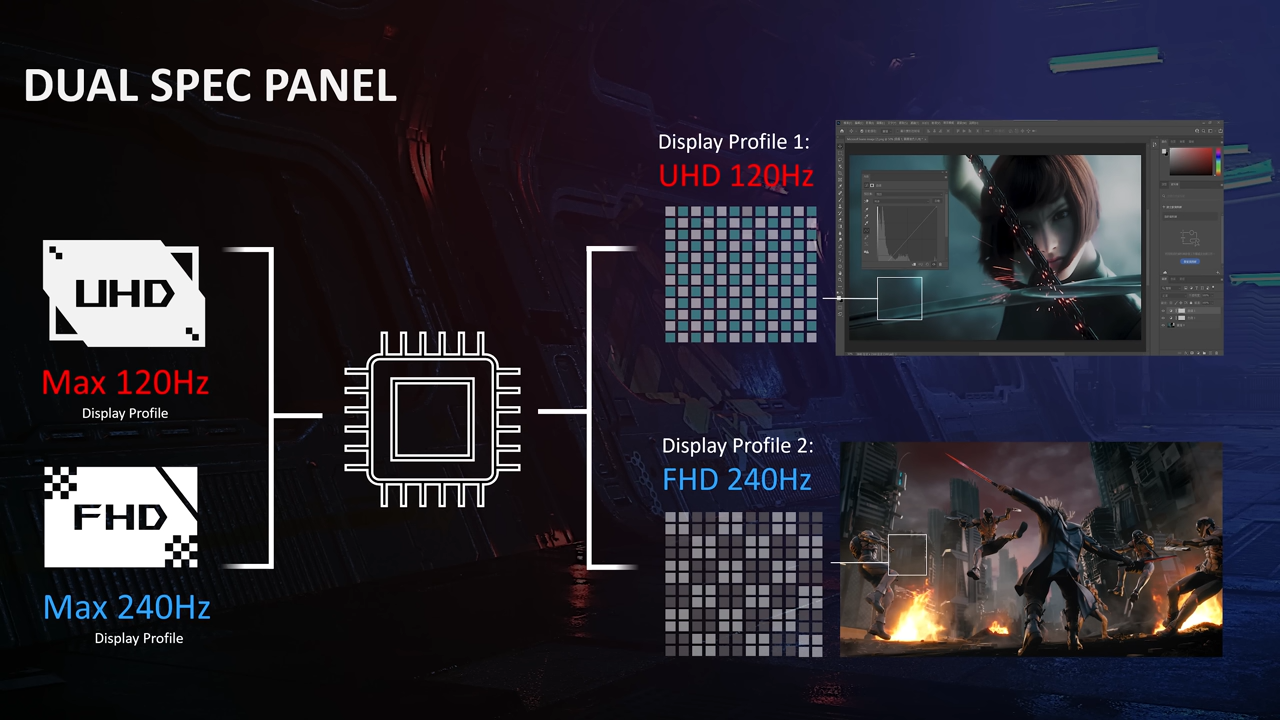 DUAL SPEC PANEL
UHD
Max 120Hz
Display Profile
FHD
Max 240Hz
Display Profile
Display Profile 1:
UHD 120Hz
Display Profile 2:
FHD 240Hz